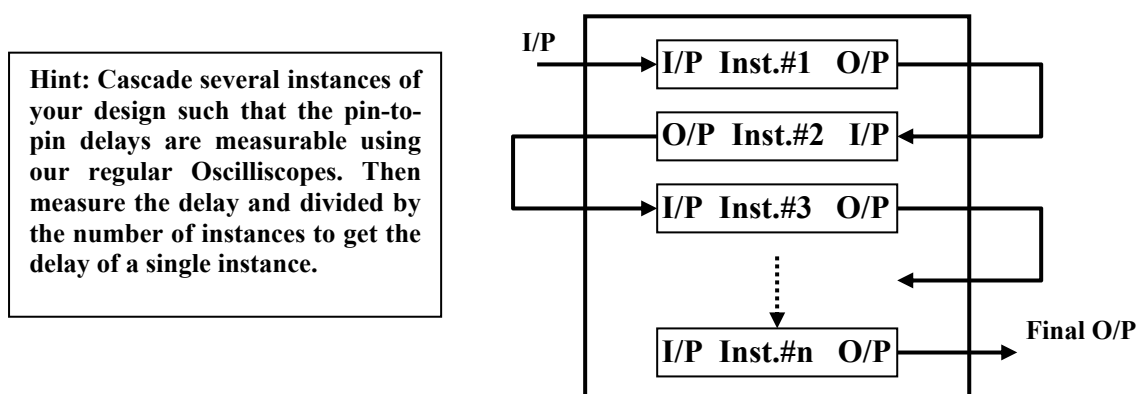 Hint: Cascade several instances of
your design such that the pin-to-
pin delays are measurable using
our regular Oscilliscopes. Then
measure the delay and divided by
the number of instances to get the
delay of a single instance.
I/P
I/P Inst.#1 O/P
O/P Inst.#2 I/P
I/P Inst.#3 O/P
I/P Inst.#n O/P
Final O/P